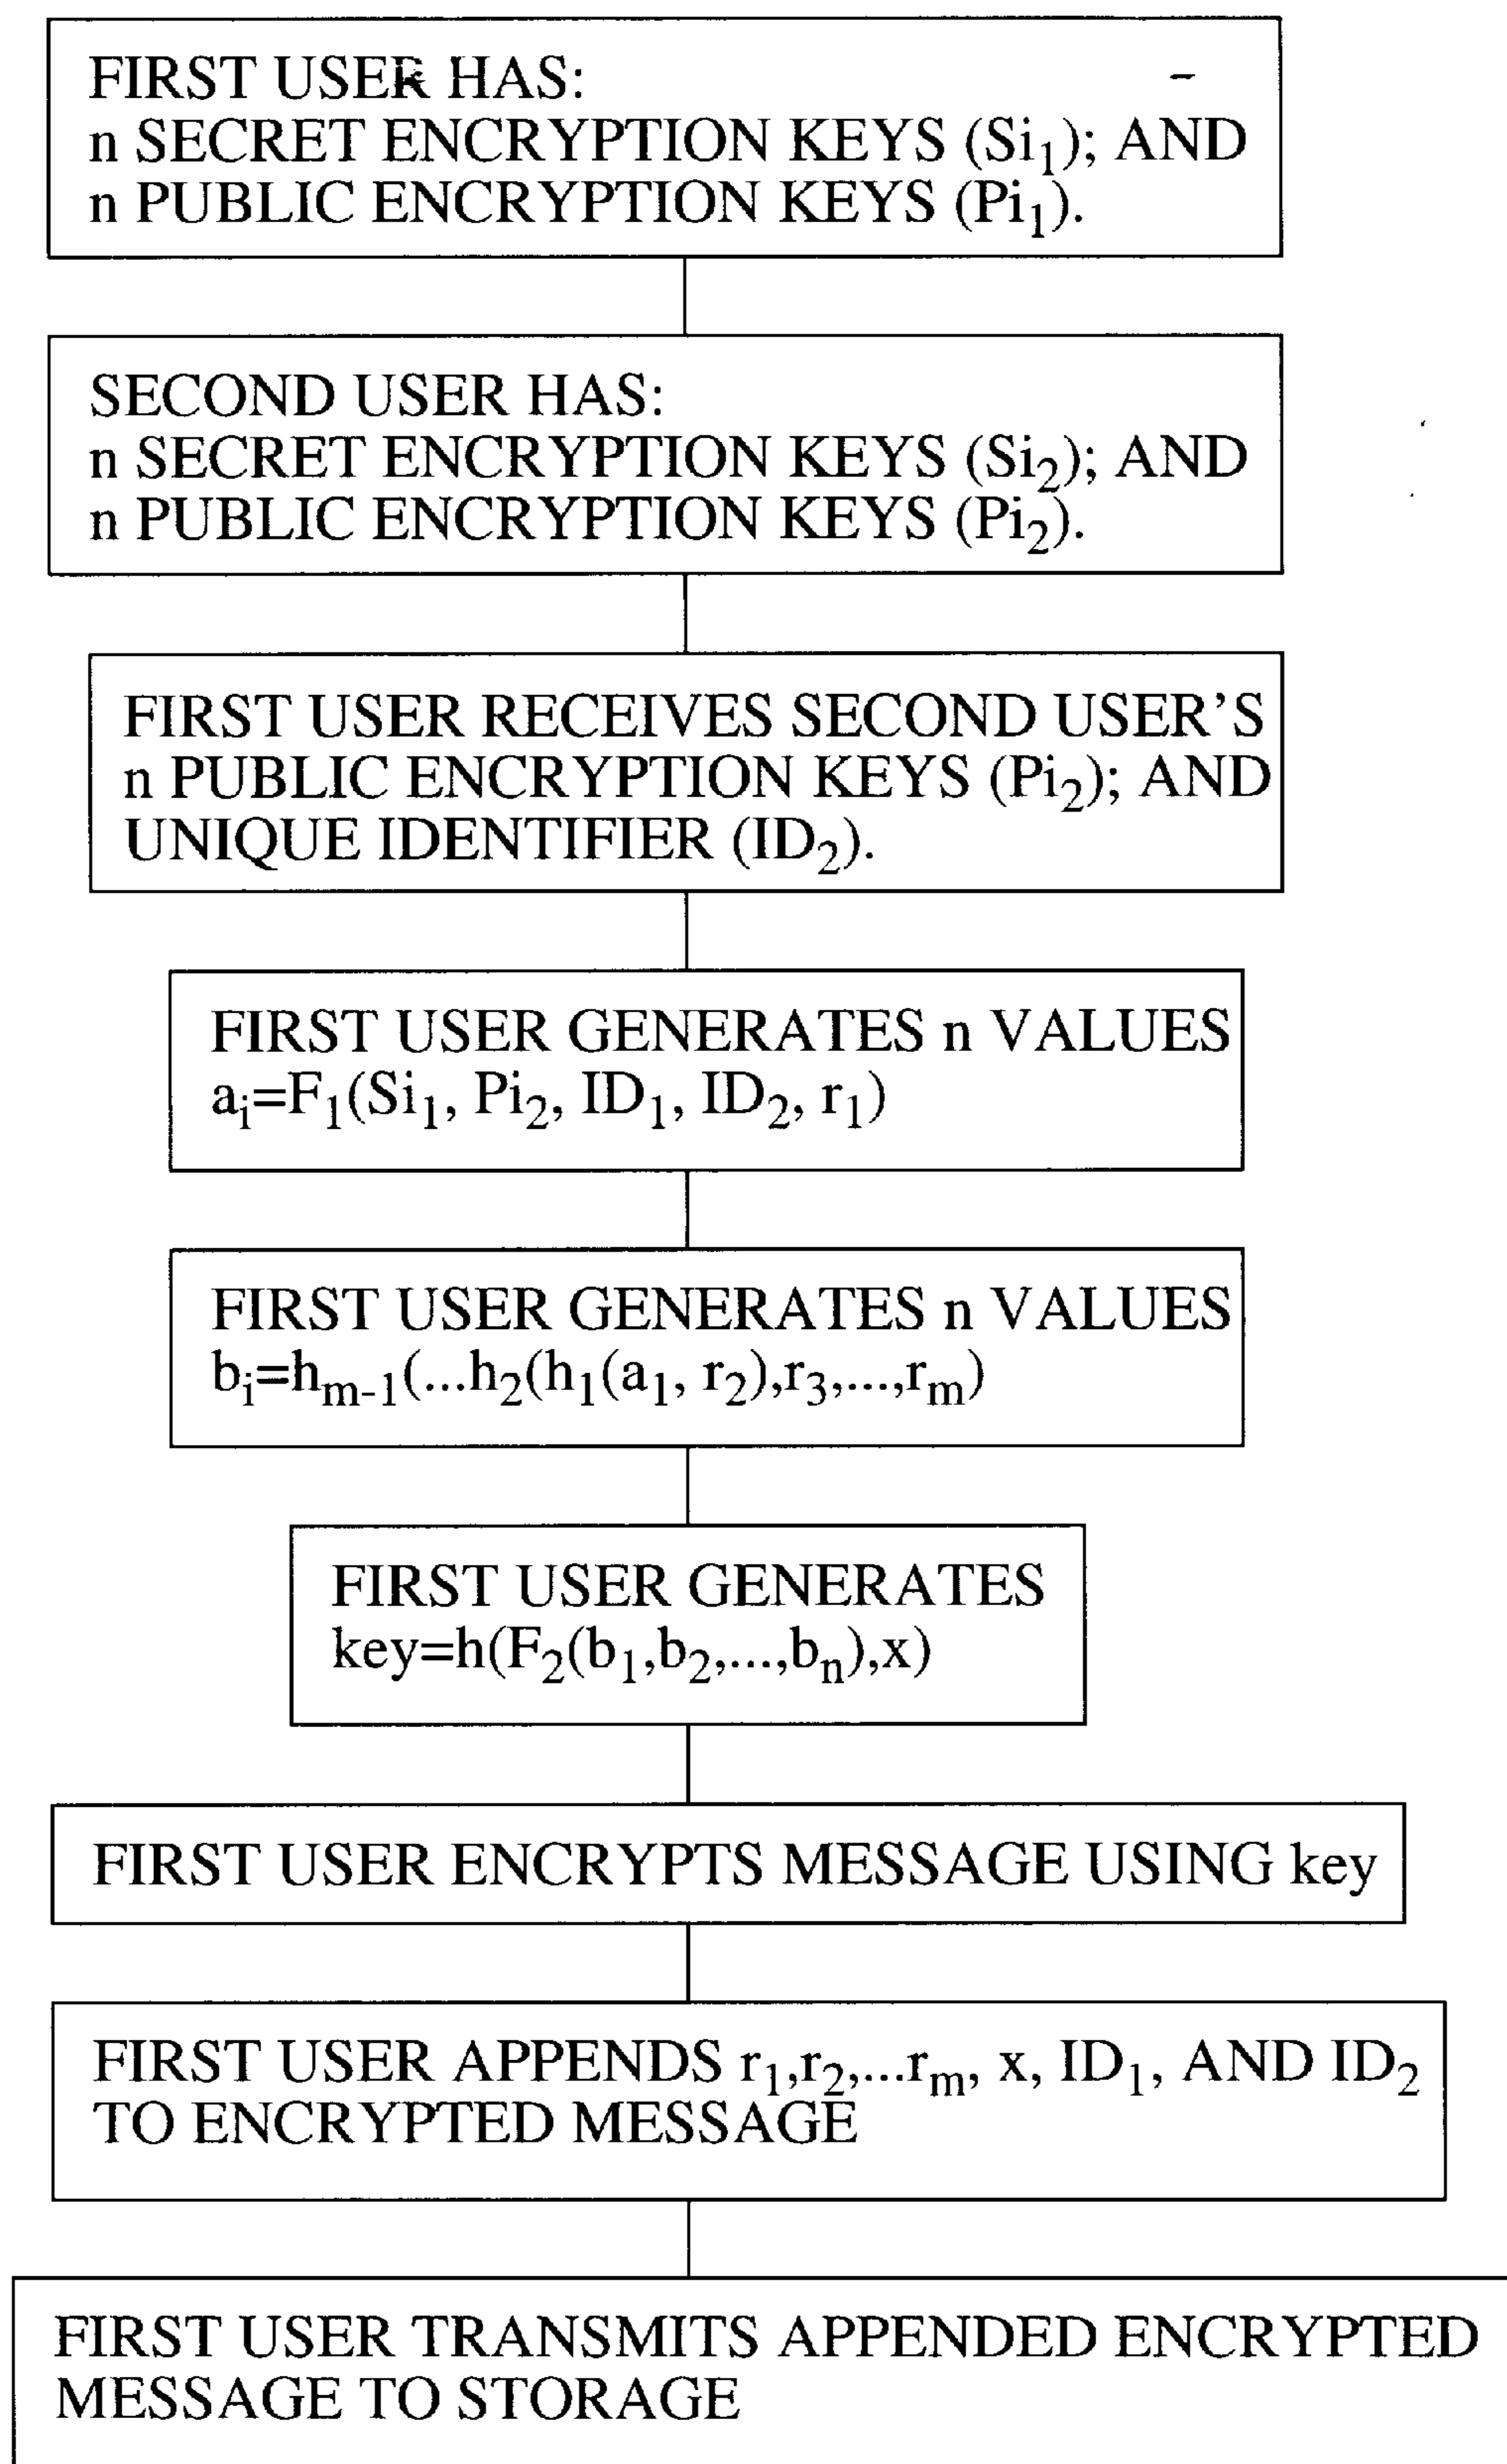 FIRST USER HAS:
n SECRET ENCRYPTION KEYS (Si₁); AND
n PUBLIC ENCRYPTION KEYS (Pi₁).
SECOND USER HAS:
n SECRET ENCRYPTION KEYS (Si₂); AND
n PUBLIC ENCRYPTION KEYS (Pi₂).
FIRST USER RECEIVES SECOND USER’S
n PUBLIC ENCRYPTION KEYS (Pi₂); AND
UNIQUE IDENTIFIER (ID₂).
FIRST USER GENERATES n VALUES
aᵢ=F₁(Si₁, Pi₂, ID₁, ID₂, r₁)
FIRST USER GENERATES n VALUES
bᵢ=hₘ₋₁(...h₂(h₁(a₁, r₂),r₃,...,rₘ)
FIRST USER GENERATES
key=h(F₂(b₁,b₂,...,bₙ),x)
FIRST USER ENCRYPTS MESSAGE USING key
FIRST USER APPENDS r₁,r₂,...rₘ, x, ID₁, AND ID₂
TO ENCRYPTED MESSAGE
FIRST USER TRANSMITS APPENDED ENCRYPTED
MESSAGE TO STORAGE